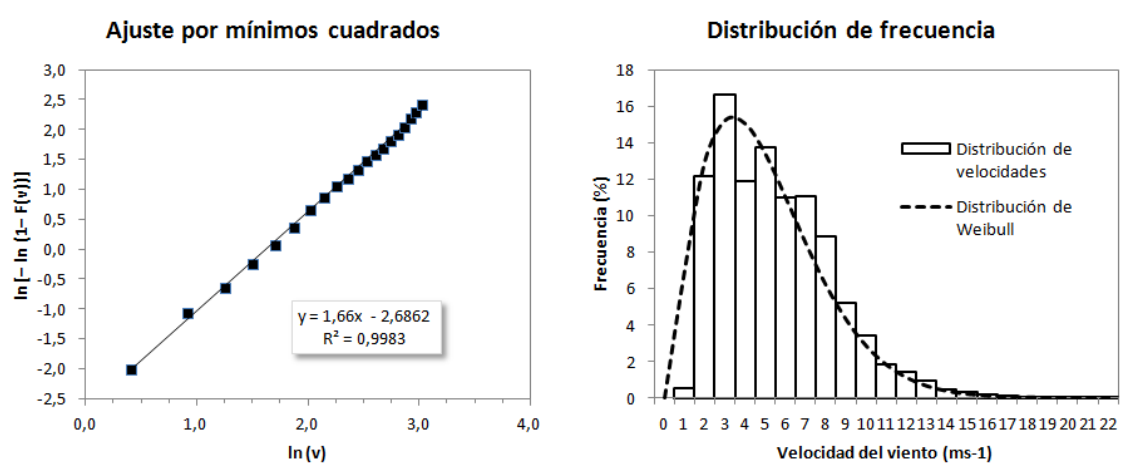 Ajuste por mínimos cuadrados
ln [− ln (1− F(v))]
3,0
2,5
2,0
1,5
1,0
0,5
0,0
-0,5
-1,0
-1,5
-2,0
-2,5
y = 1,66x - 2,6862
R² = 0,9983
0,0 1,0 2,0 3,0 4,0
ln (v)
Distribución de frecuencia
Frecuencia (%)
18
16
14
12
10
8
6
4
2
0
Distribución de
velocidades
Distribución de
Weibull
0 1 2 3 4 5 6 7 8 9 10 11 12 13 14 15 16 17 18 19 20 21 22
Velocidad del viento (ms-1)